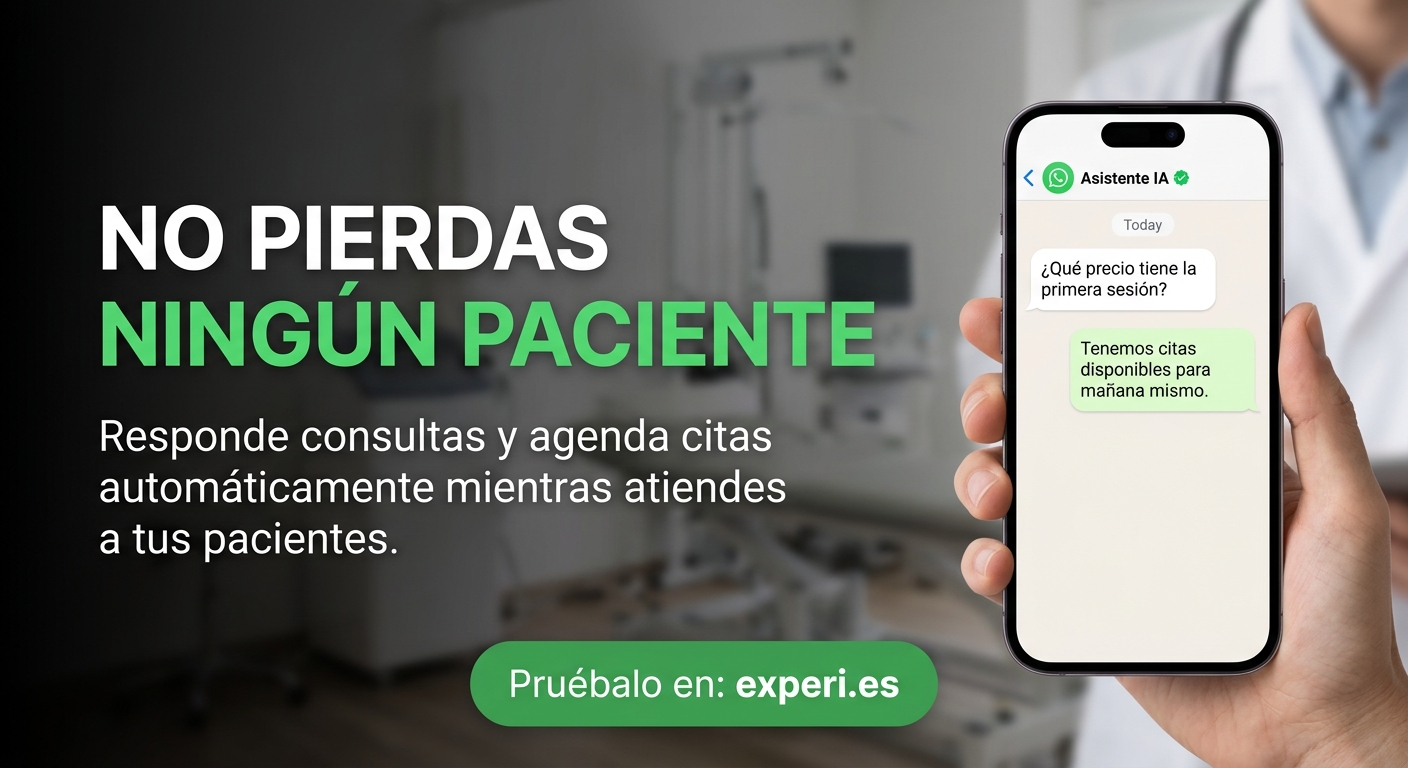 NO PIERDAS
NINGÚN PACIENTE
Responde consultas y agenda citas
automáticamente mientras atiendes
a tus pacientes.
Pruébalo en: experi.es
Asistente IA
Today
¿Qué precio tiene la
primera sesión?
Tenemos citas
disponibles para
mañana mismo.